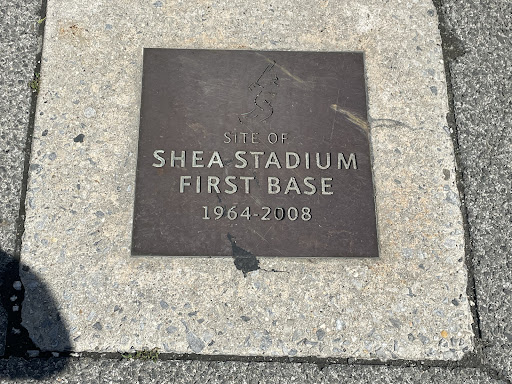 SITE OF
SHEA STADIUM
FIRST BASE
1964-2008